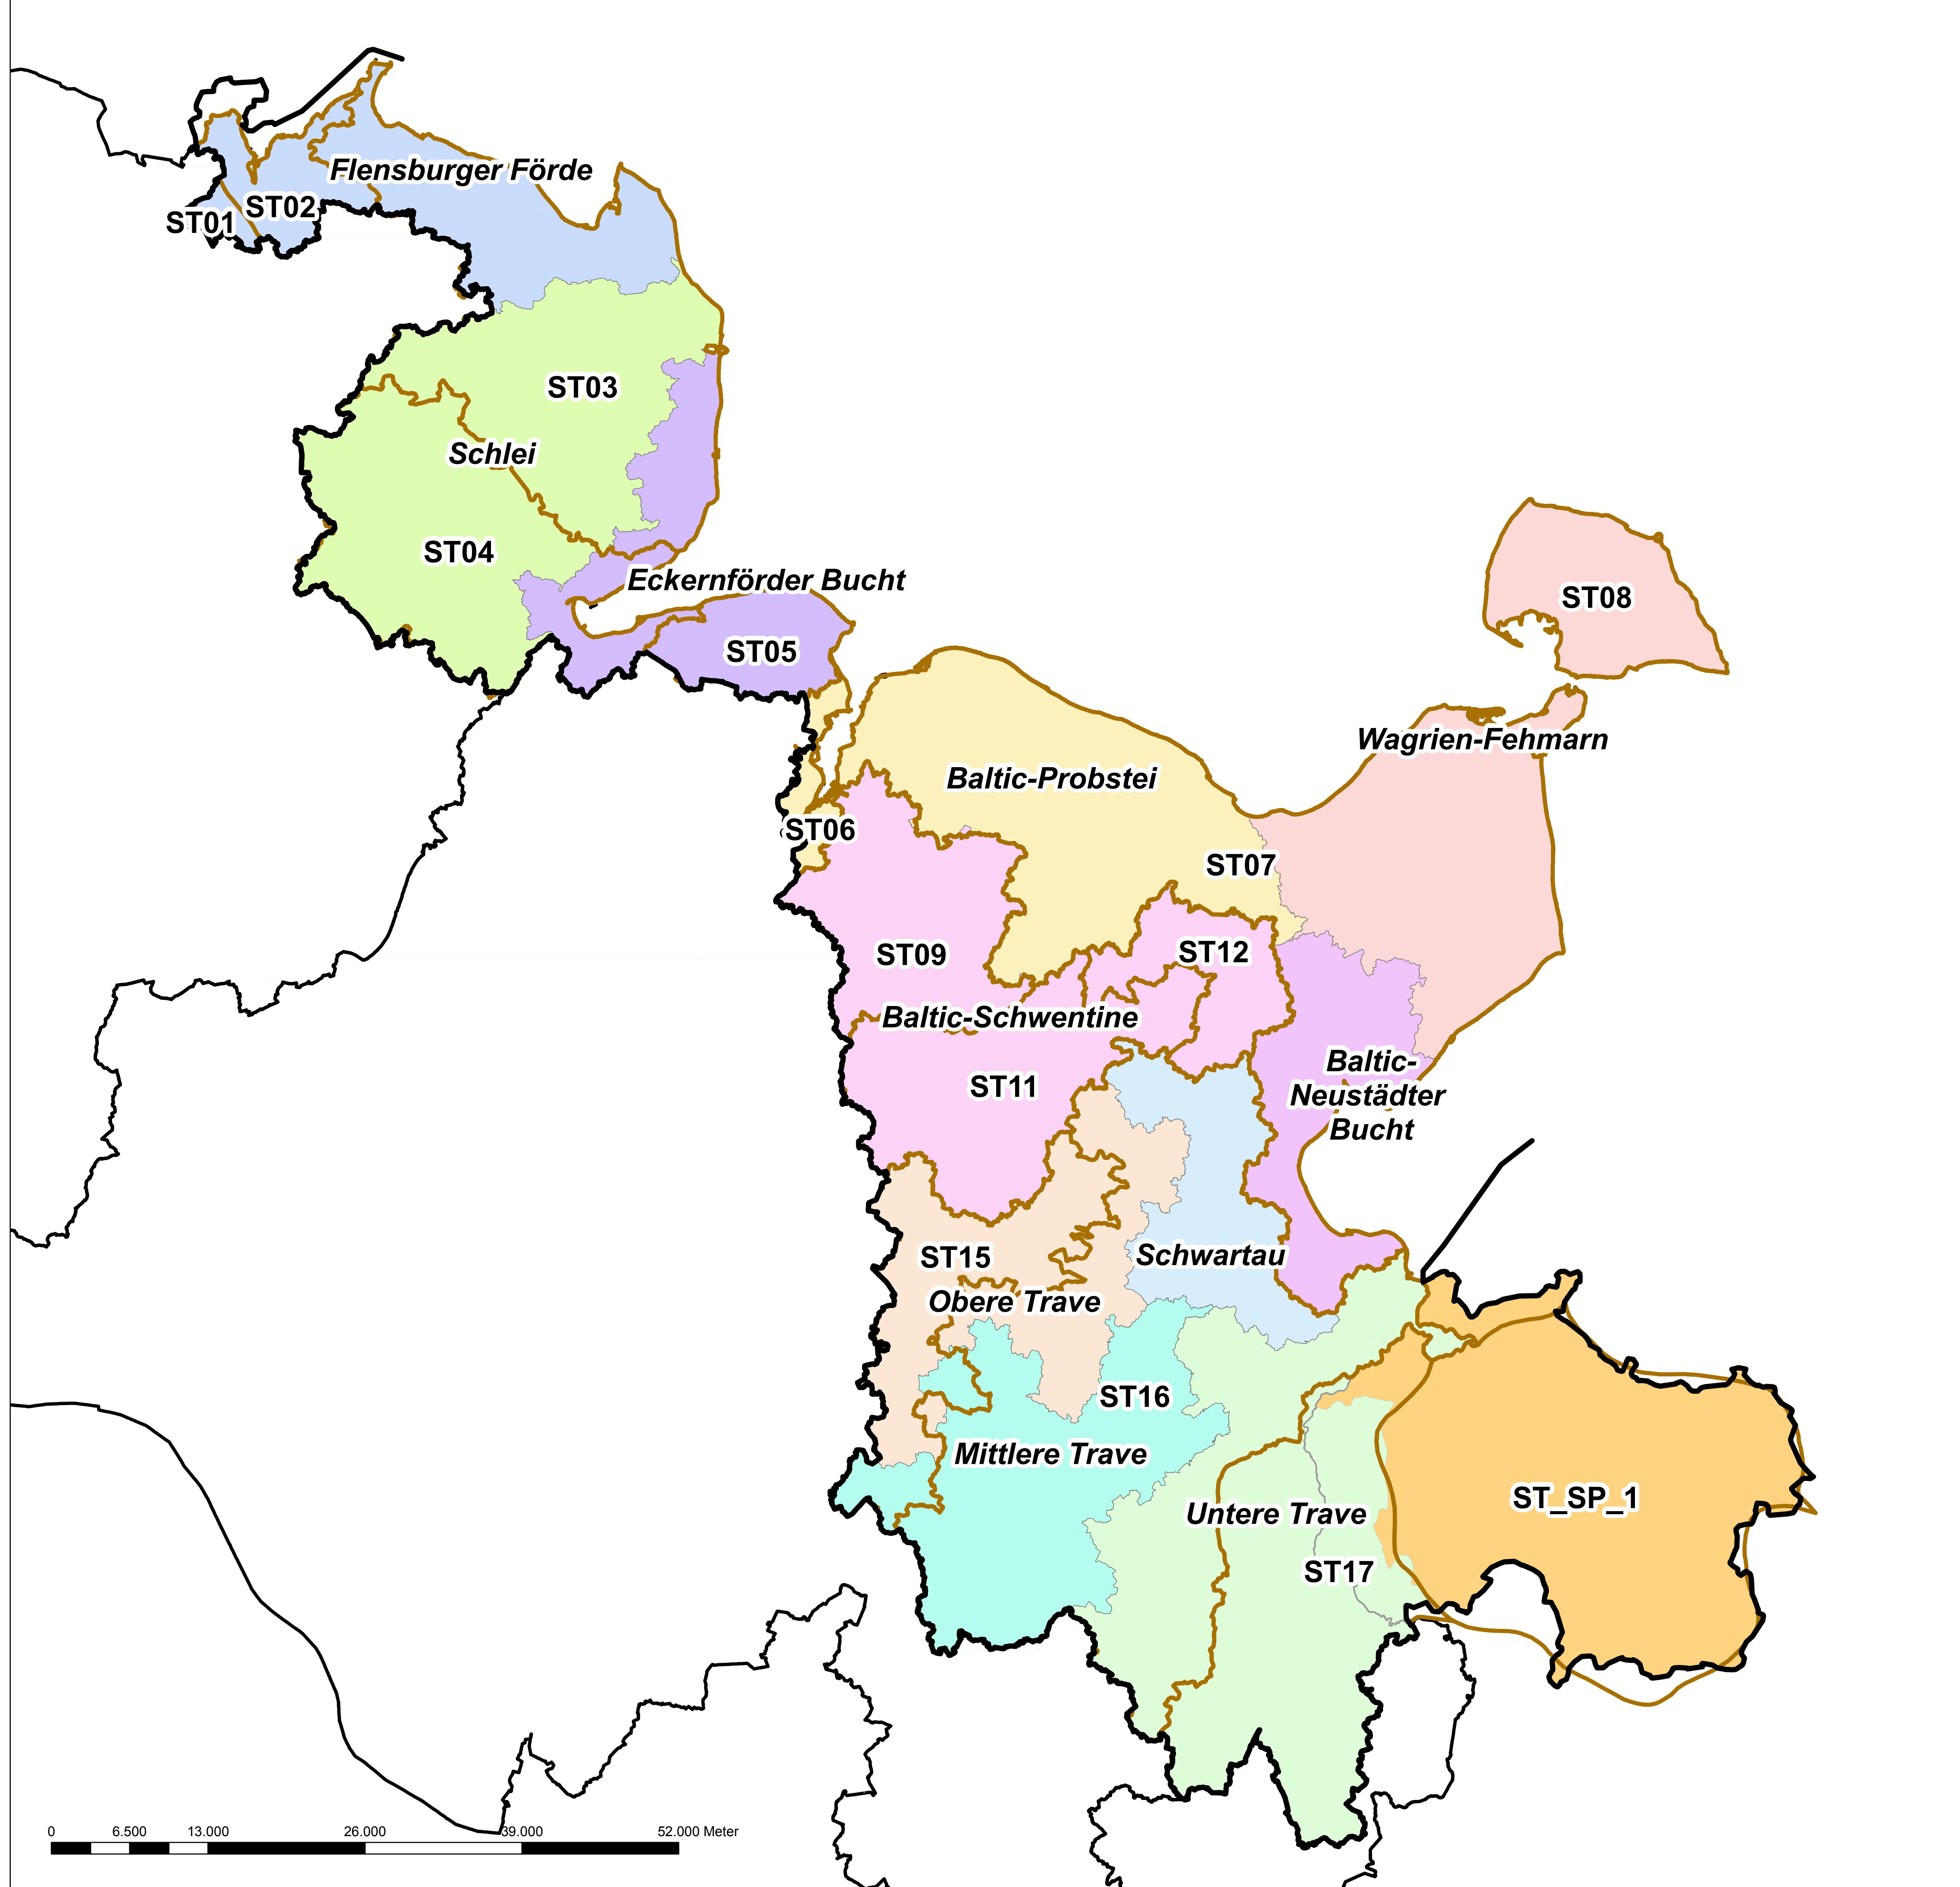 Flensburger Förde
ST02
ST01
ST03
Schlei
ST04
Eckernförder Bucht
ST08
ST05
Wagrien-Fehmarn
Baltic-Probstei
ST06
ST07
ST12
ST09
Baltic-Schwentine
Baltic-
Neustädter
Bucht
ST11
Schwartau
ST15
Obere Trave
ST16
Mittlere Trave
ST_SP_1
Untere Trave
ST17
0 6.500 13.000 26.000 39.000 52.000 Meter